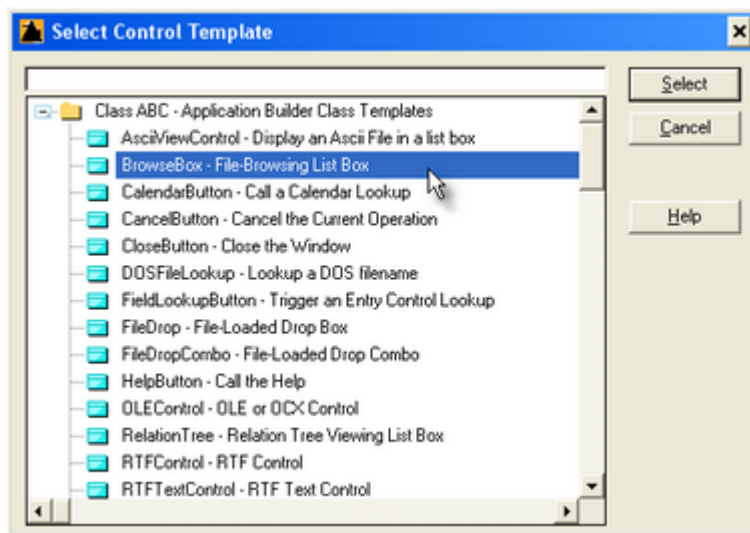 Select Control Template
Select
Class ABC - Application Builder Class Templates
AsciiViewControl - Display an Ascii File in a list box
Cancel
BrowseBox - File-Browsing List Box
CalendarButton - Call a Calendar Lookup
CancelButton - Cancel the Current Operation
Help
CloseButton - Close the Window
DOSFileLookup - Lookup a DOS filename
FieldLookupButton - Trigger an Entry Control Lookup
FileDrop - File-Loaded Drop Box
FileDropCombo - File-Loaded Drop Combo
HelpButton - Call the Help
OLEControl - OLE or OCX Control
RelationTree - Relation Tree Viewing List Box
RTFControl - RTF Control
RTFTextControl - RTF Text Control